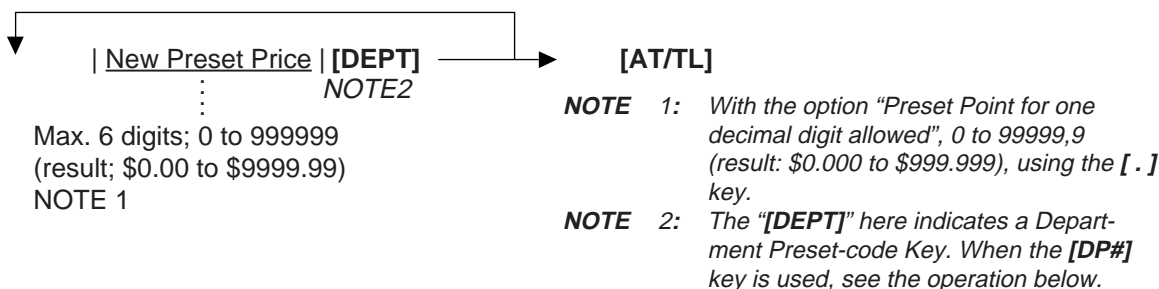 | New Preset Price | [DEPT]
NOTE2
Max. 6 digits; 0 to 999999
(result; $0.00 to $9999.99)
NOTE 1
[AT/TL]
NOTE 1: With the option “Preset Point for one
decimal digit allowed”, 0 to 99999,9
(result: $0.000 to $999.999), using the [ . ]
key.
NOTE 2: The “[DEPT]” here indicates a Depart-
ment Preset-code Key. When the [DP#]
key is used, see the operation below.